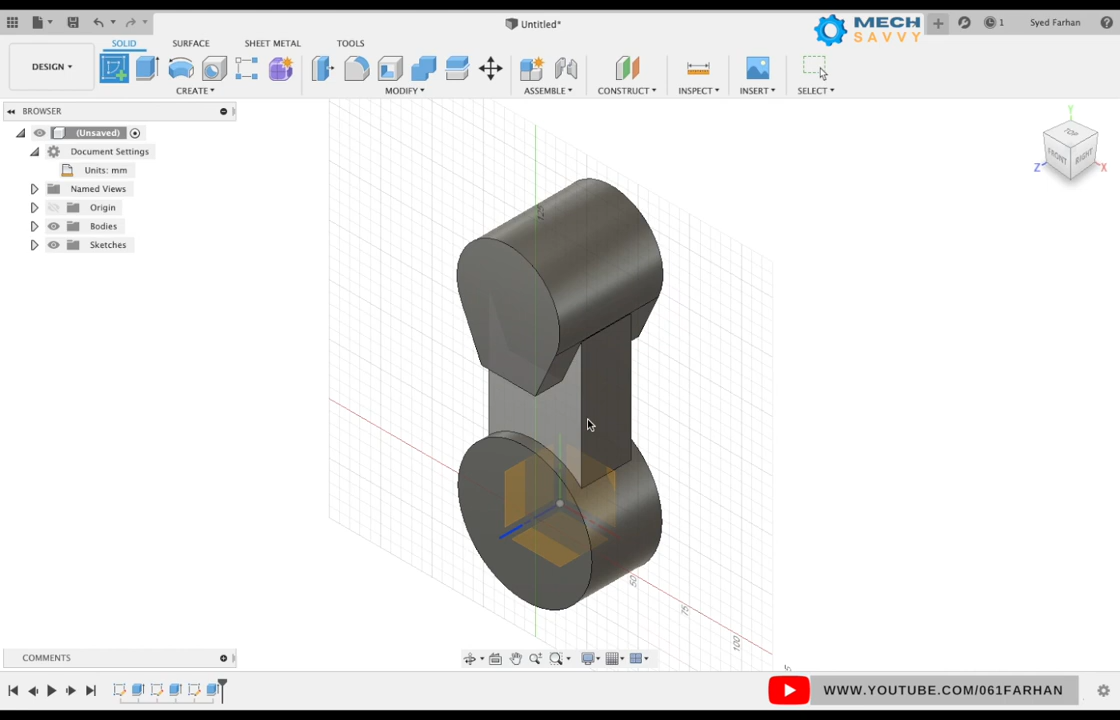 Untitled*
MECH
SAVVY
1
Syed Farhan
DESIGN
SOLID
SURFACE
SHEET METAL
TOOLS
CREATE
MODIFY
ASSEMBLE
CONSTRUCT
INSPECT
INSERT
SELECT
BROWSER
(Unsaved)
Document Settings
Units: mm
Named Views
Origin
Bodies
Sketches
Y
TOP
FRONT
RIGHT
Z
X
125
50
75
100
COMMENTS
WWW.YOUTUBE.COM/061FARHAN